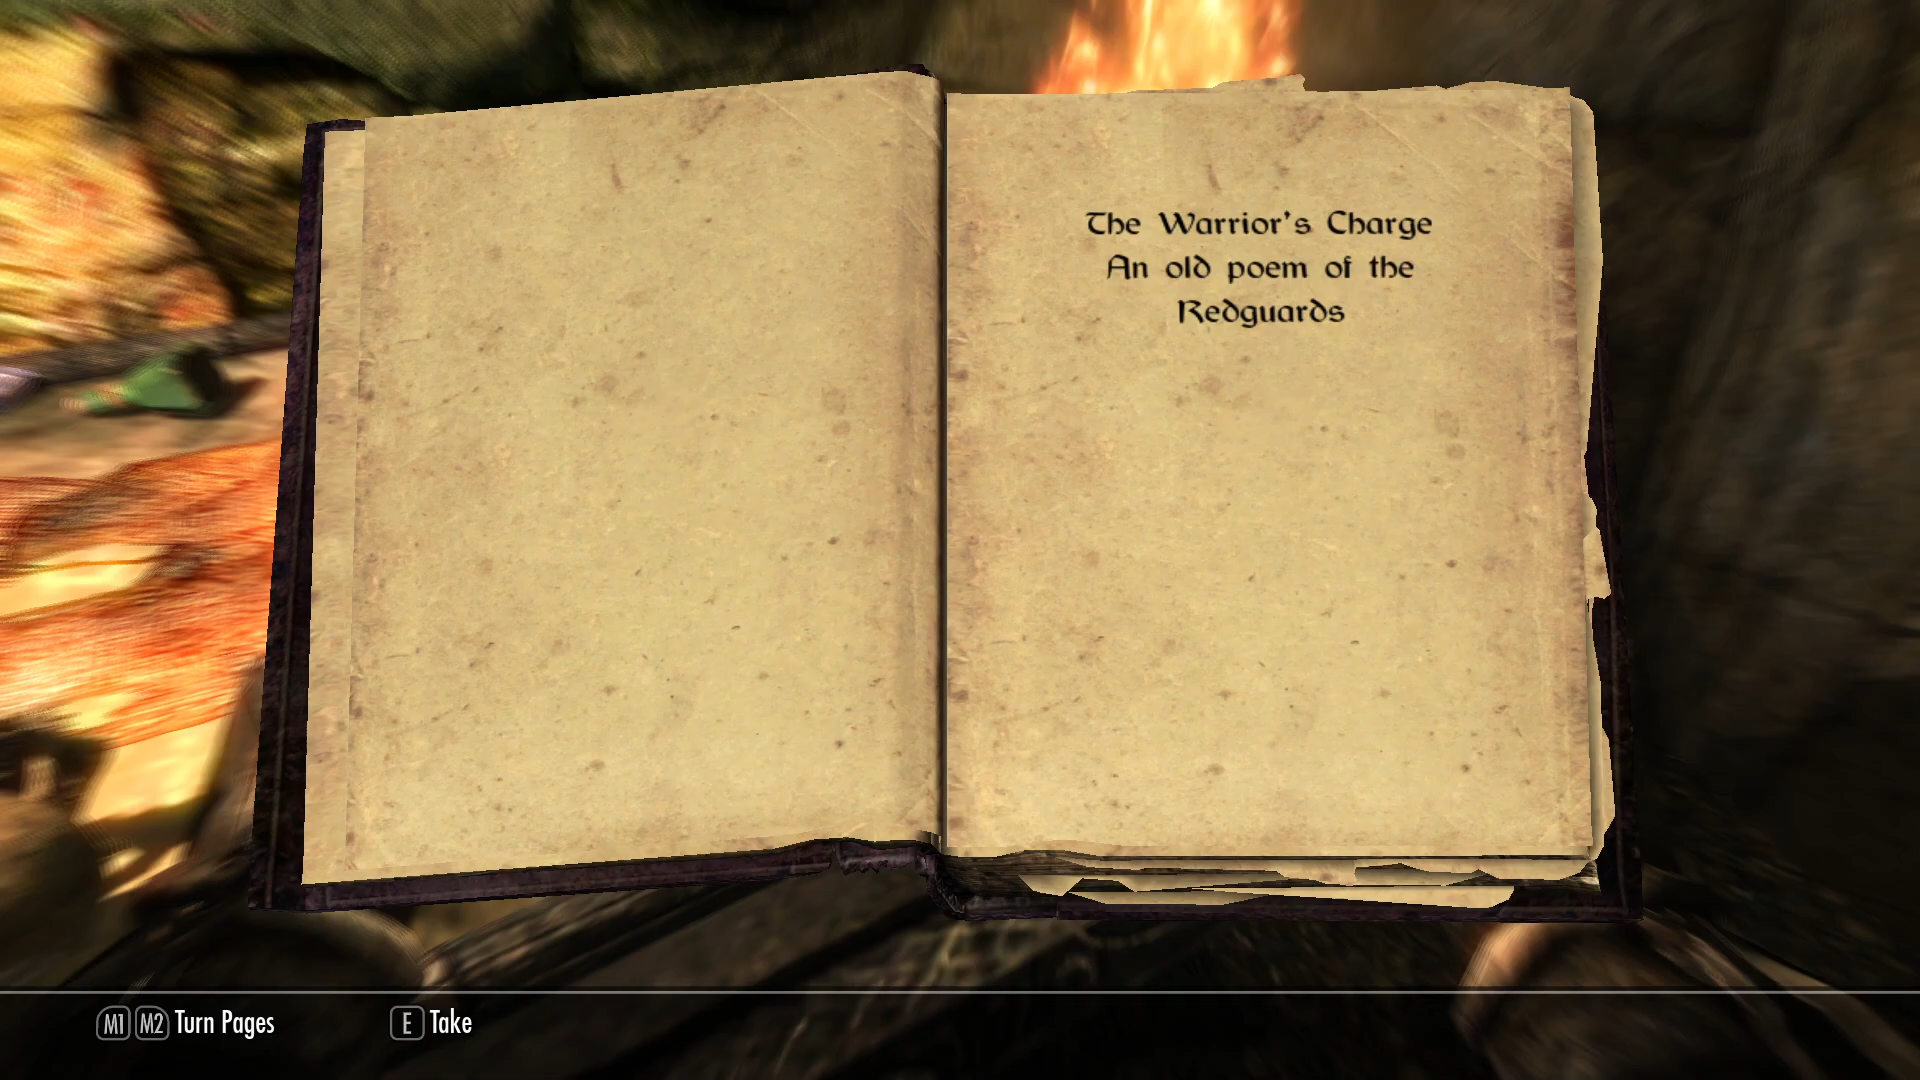 The Warrior's Charge
An old poem of the
Redguards
M1 M2 Turn Pages
E Take